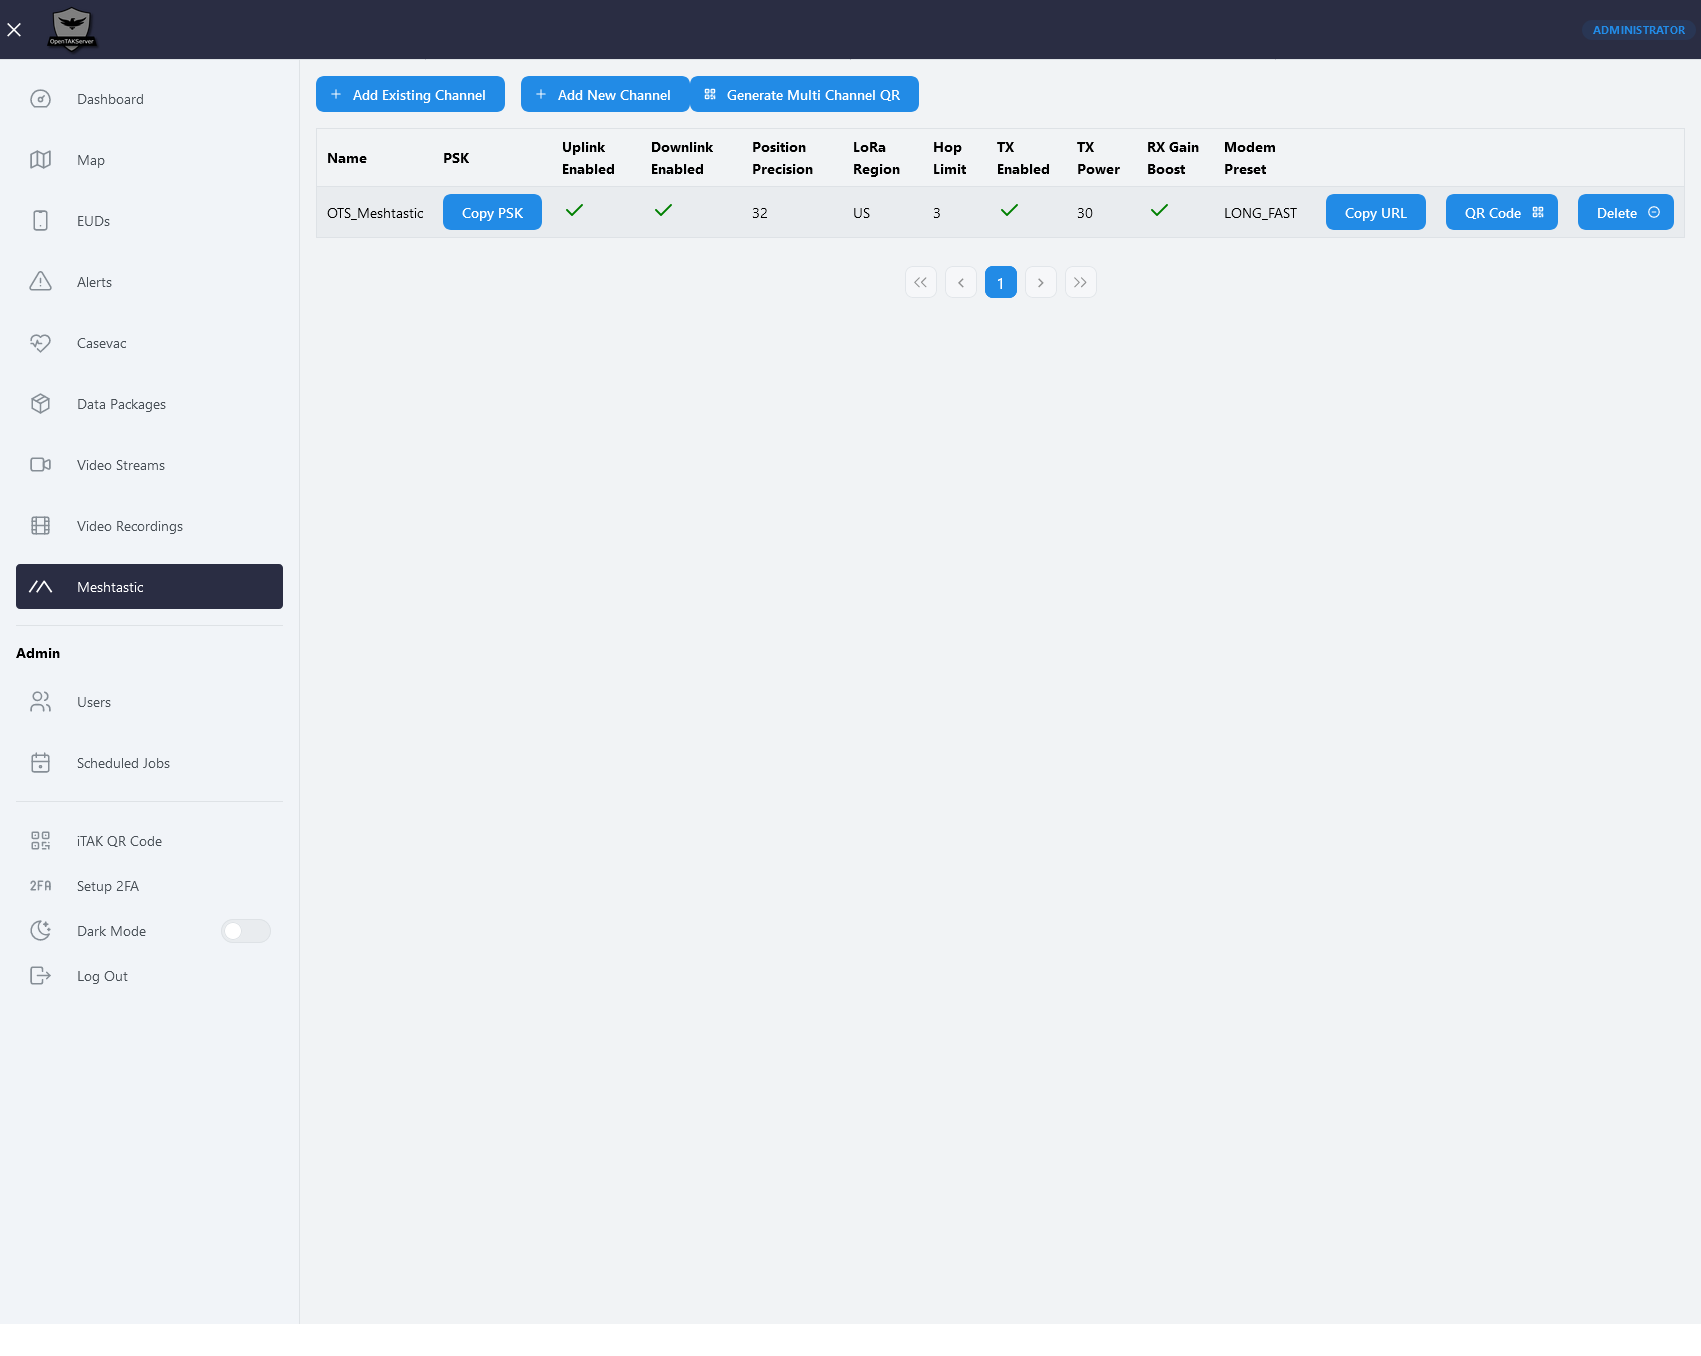 OpenTAKServer
ADMINISTRATOR
Dashboard
Map
EUDs
Alerts
Casevac
Data Packages
Video Streams
Video Recordings
Meshtastic
Admin
Users
Scheduled Jobs
iTAK QR Code
2FA Setup 2FA
Dark Mode
Log Out
Add Existing Channel Add New Channel Generate Multi Channel QR
Name PSK Uplink Enabled Downlink Enabled Position Precision LoRa Region Hop Limit TX Enabled TX Power RX Gain Boost Modem Preset
OTS_Meshtastic Copy PSK 32 US 3 30 LONG_FAST Copy URL QR Code Delete
1